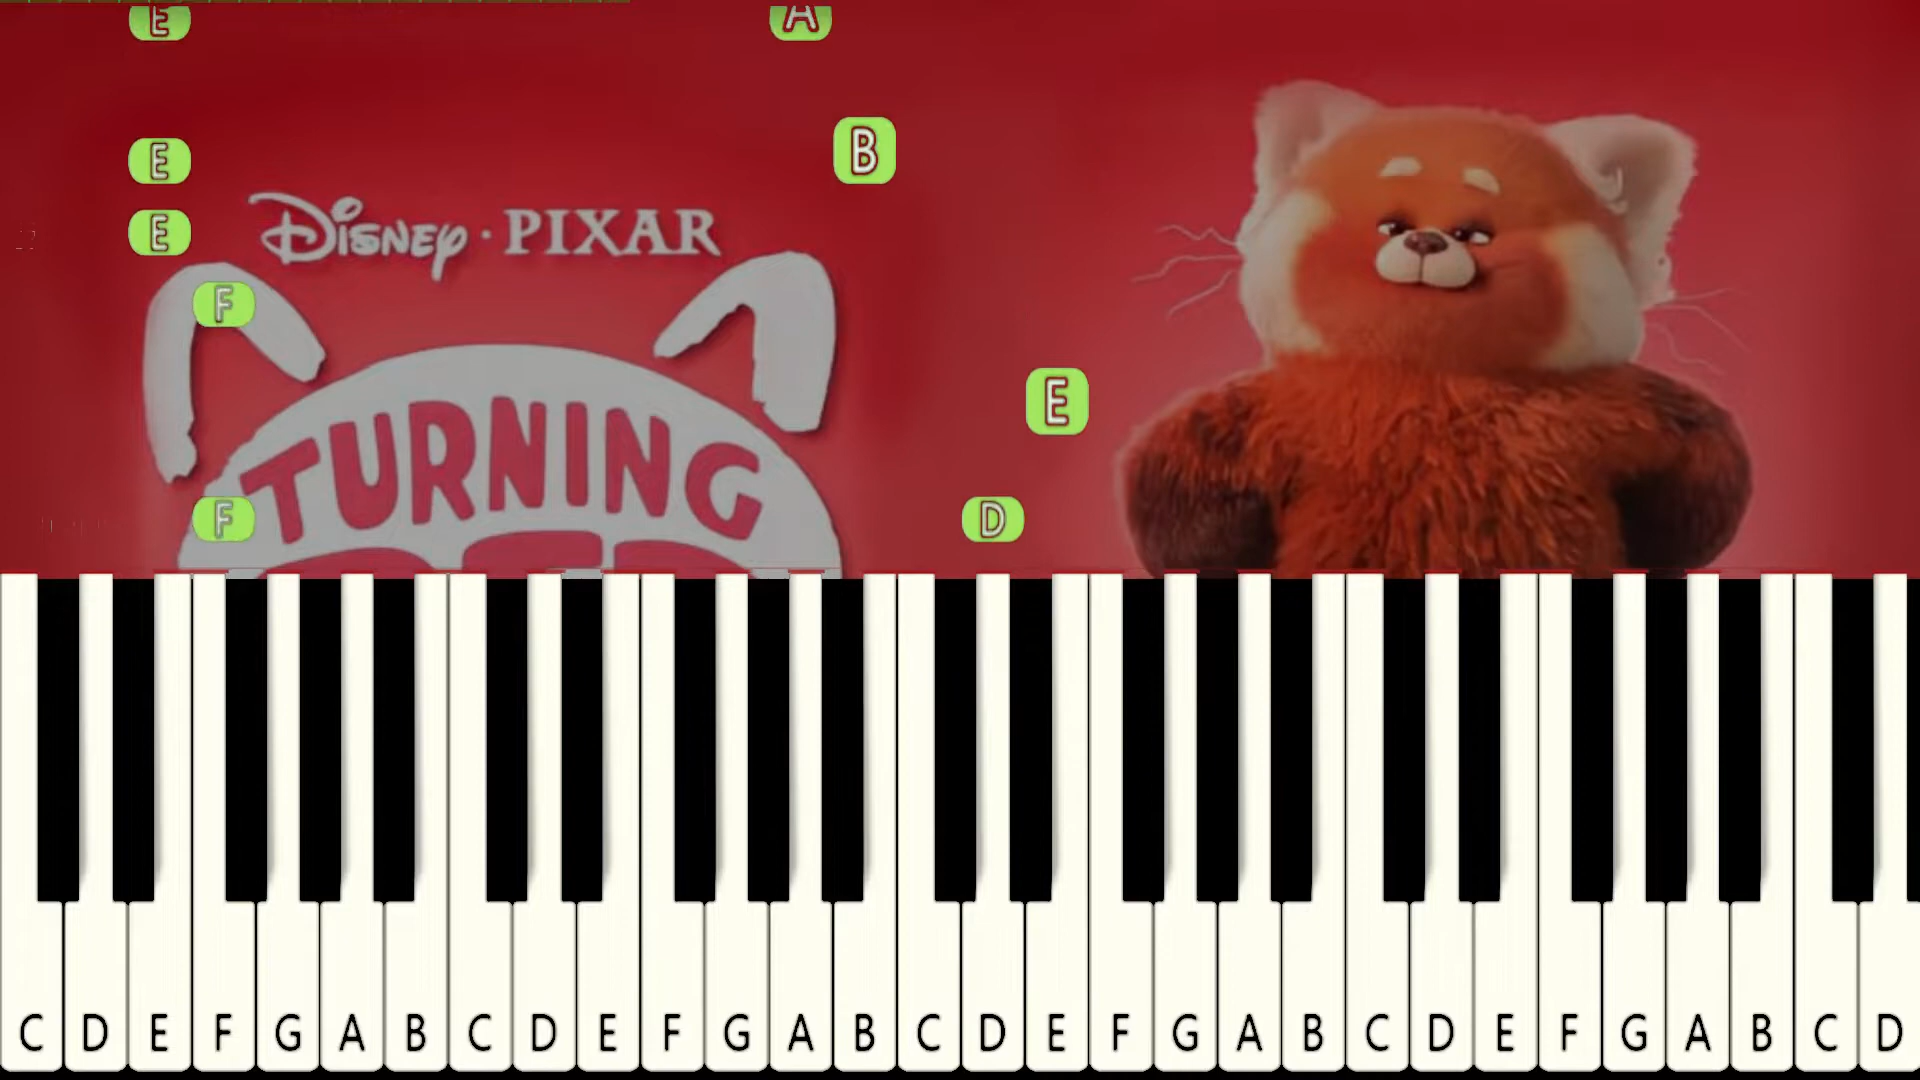 E A
E B
E
Disney · PIXAR
F
E
TURNING
F D
C D E F G A B C D E F G A B C D E F G A B C D E F G A B C D